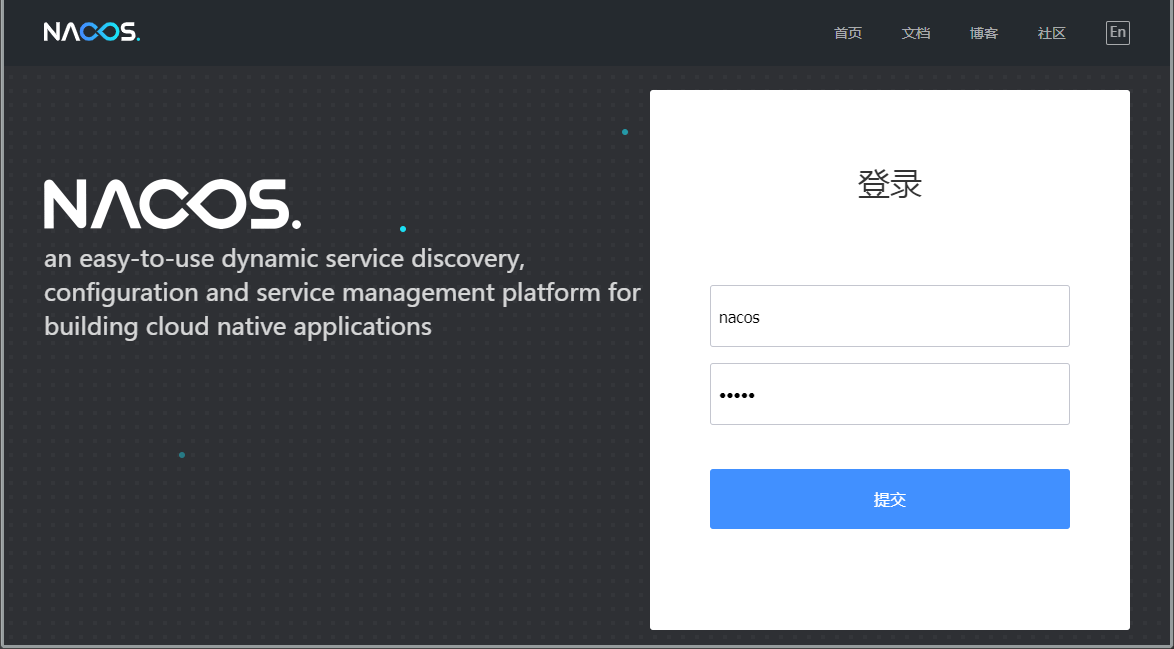 NACOS.
首页
文档
博客
社区
En
NACOS.
an easy-to-use dynamic service discovery,
configuration and service management platform for
building cloud native applications
登录
nacos
•••••
提交